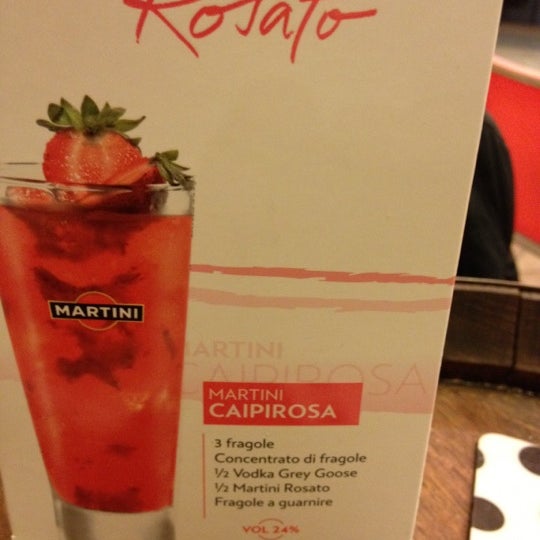 Rosato
MARTINI
MARTINI
CAIPIROSA
MARTINI
CAIPIROSA
3 fragole
Concentrato di fragole
½ Vodka Grey Goose
½ Martini Rosato
Fragole a guarnire
VOL 24%